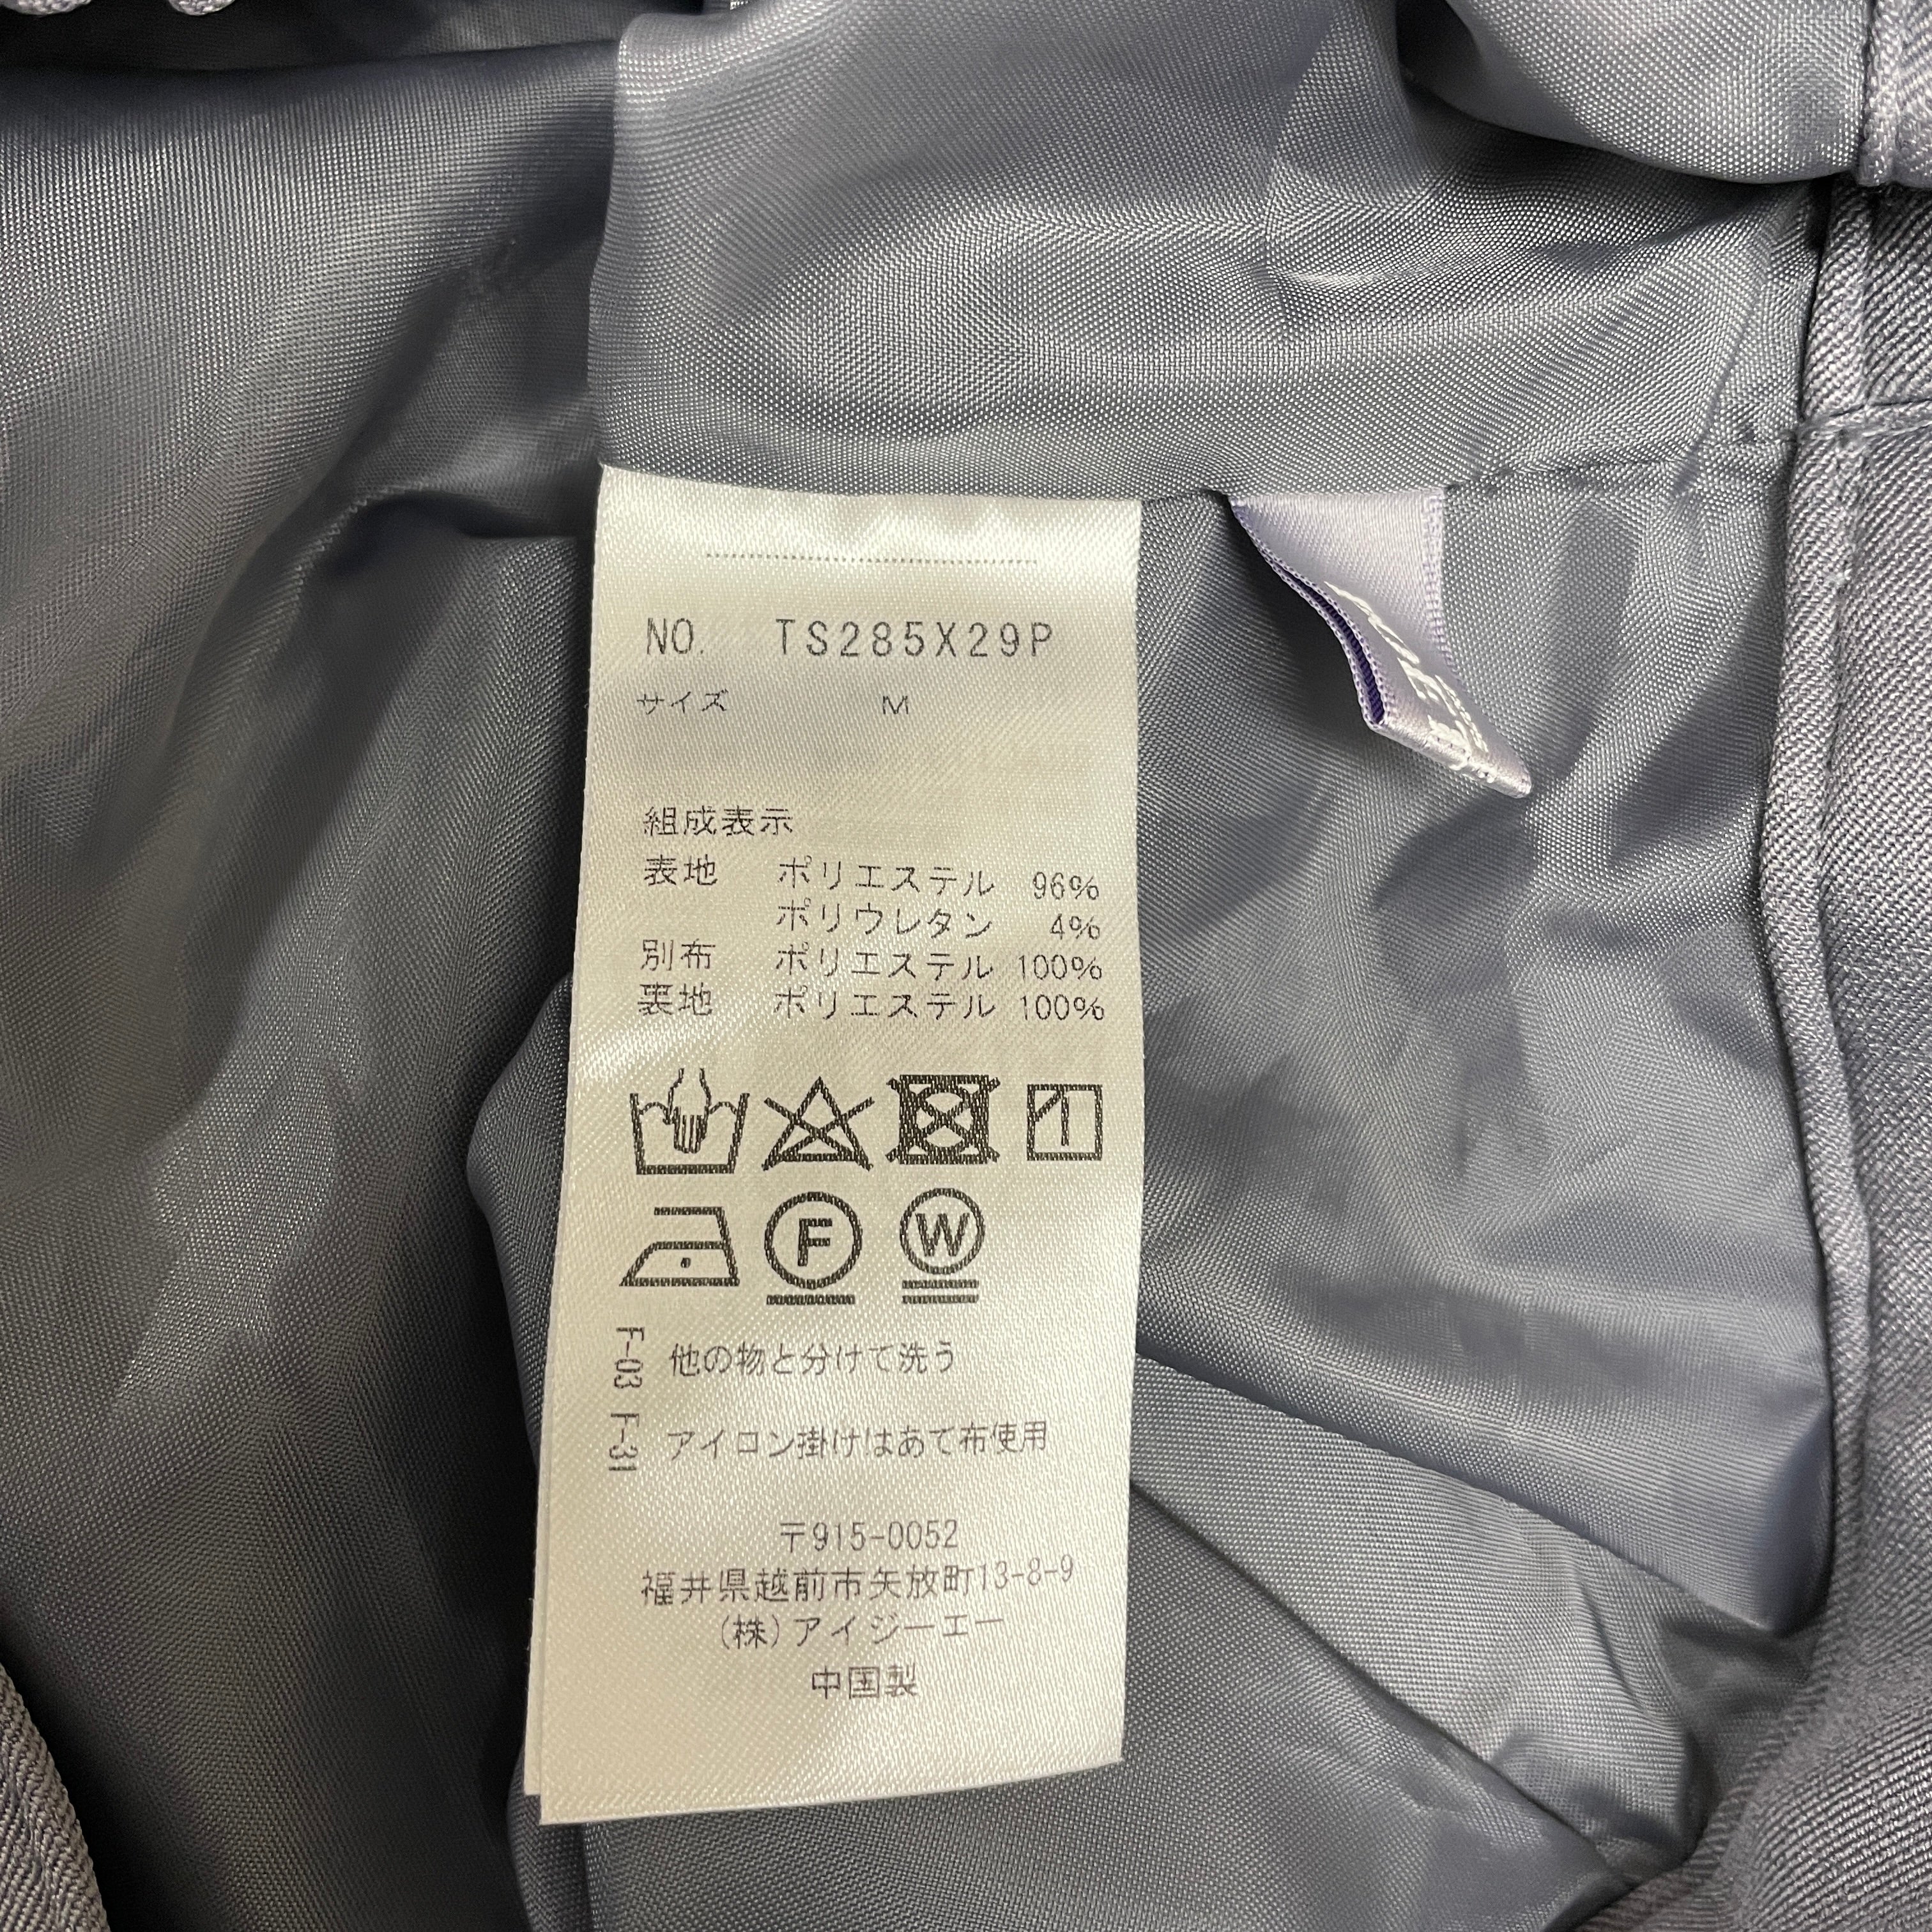 NO. TS285X29P
サイズ M
組成表示
表地 ポリエステル 96%
ポリウレタン 4%
別布 ポリエステル 100%
裏地 ポリエステル 100%
F
W
F-03 他の物と分けて洗う
F-31 アイロン掛けはあて布使用
〒915-0052
福井県越前市矢放町13-8-9
(株)アイジーエー
中国製